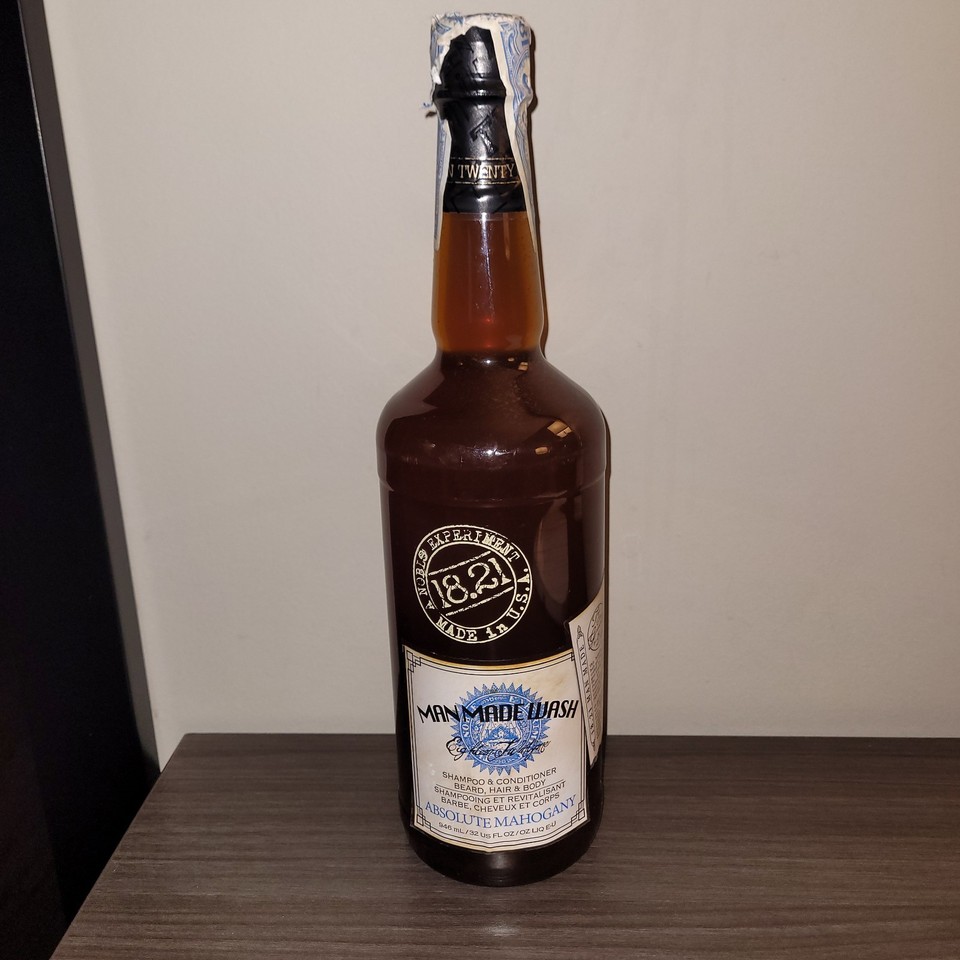 N TWENTY
A NOBLE EXPERIMENT
18.21
MADE in U.S.A.
MAN MADE WASH
SHAMPOO & CONDITIONER
BEARD, HAIR & BODY
SHAMPOOING ET REVITALISANT
BARBE, CHEVEUX ET CORPS
ABSOLUTE MAHOGANY
946 mL / 32 US FL OZ / OZ LIQ É-U